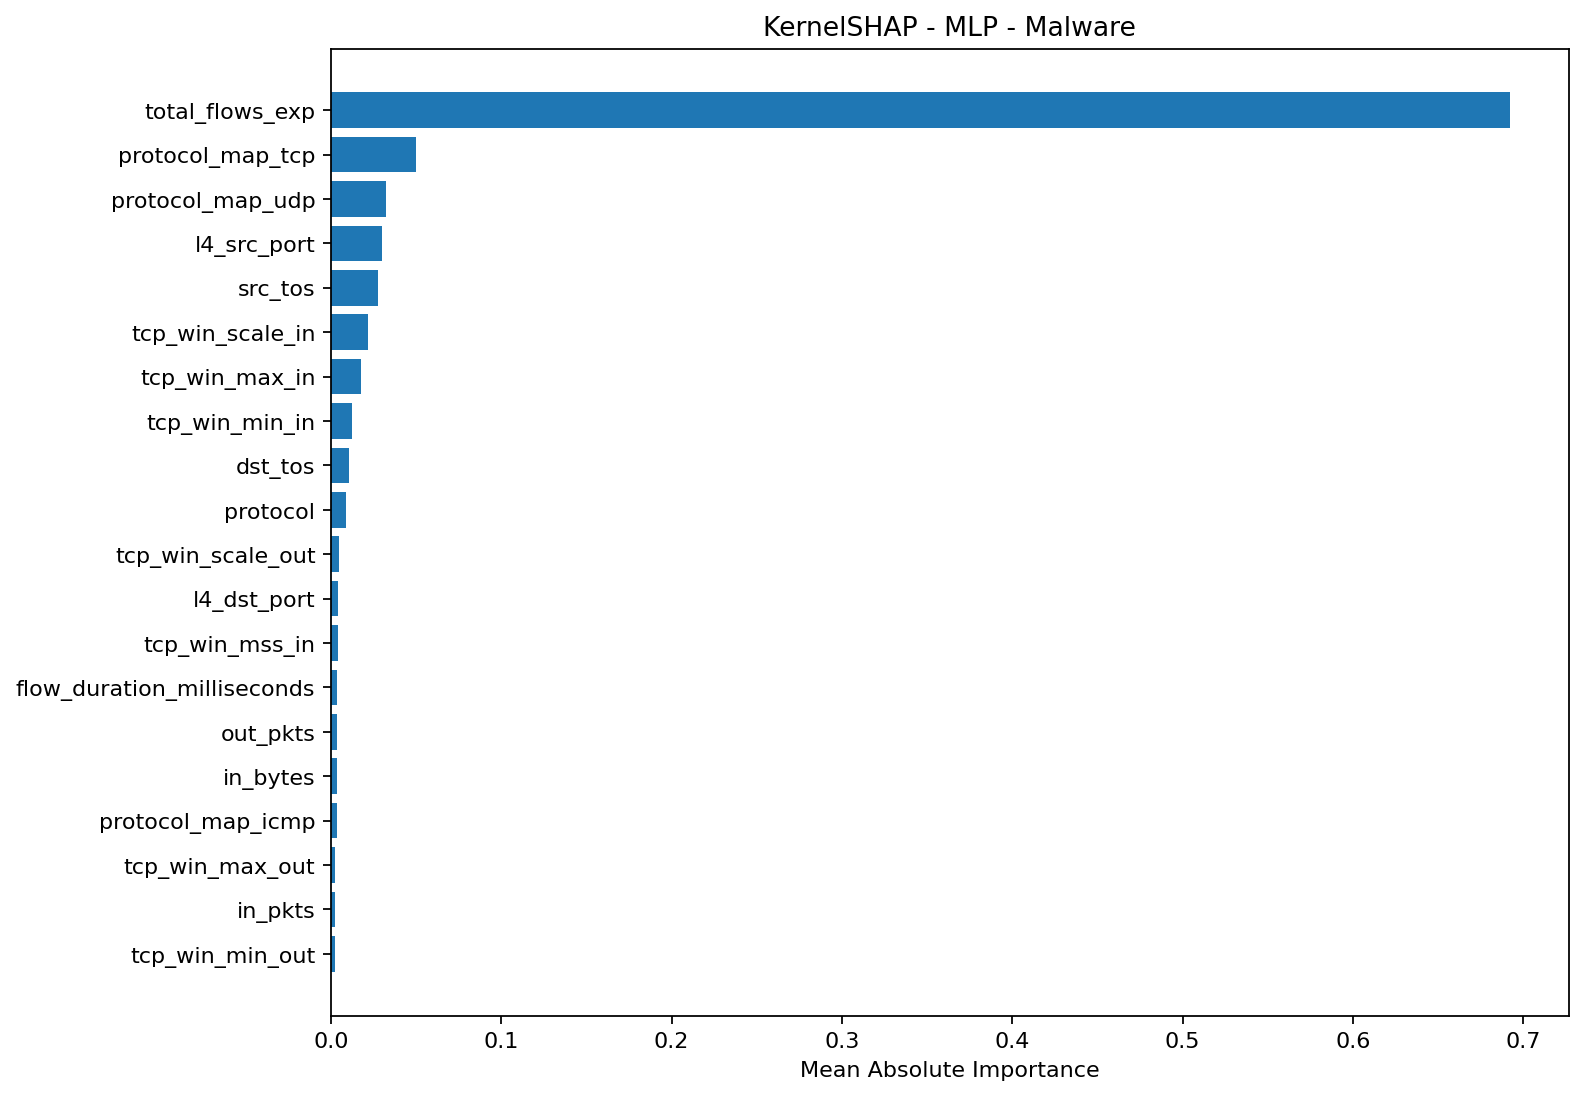 KernelSHAP - MLP - Malware
total_flows_exp
protocol_map_tcp
protocol_map_udp
l4_src_port
src_tos
tcp_win_scale_in
tcp_win_max_in
tcp_win_min_in
dst_tos
protocol
tcp_win_scale_out
l4_dst_port
tcp_win_mss_in
flow_duration_milliseconds
out_pkts
in_bytes
protocol_map_icmp
tcp_win_max_out
in_pkts
tcp_win_min_out
0.0 0.1 0.2 0.3 0.4 0.5 0.6 0.7
Mean Absolute Importance